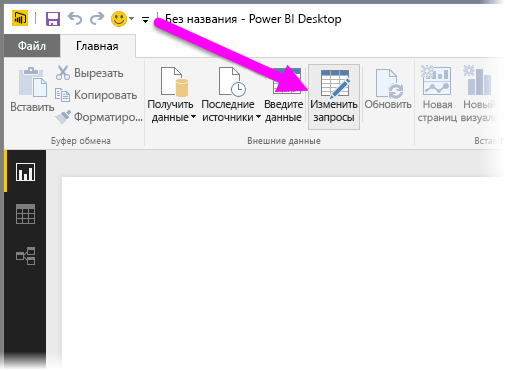 Без названия - Power BI Desktop
Файл
Главная
Вставить
Вырезать
Копировать
Форматиро...
Буфер обмена
Получить
данные
Последние
источники
Введите
данные
Изменить
запросы
Обновить
Внешние данные
Новая
страниц
Новый
визуал
Встав